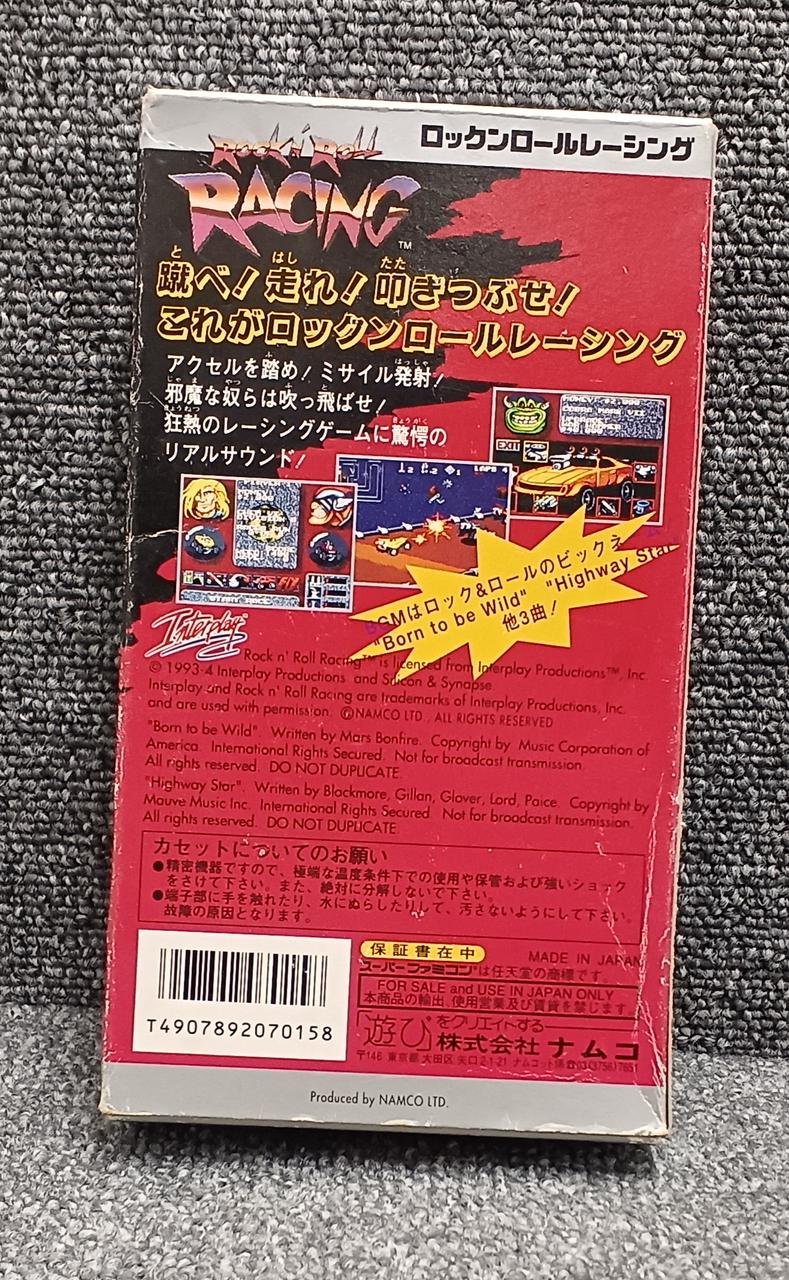 ロックンロールレーシング
ROCK N' ROLL
RACING™
蹴べ！走れ！叩きつぶせ！
これがロックンロールレーシング
アクセルを踏め！ミサイル発射！
邪魔な奴らは吹っ飛ばせ！
狂熱のレーシングゲームに驚愕の
リアルサウンド！
EXIT
BGMはロック&ロールのビックネ
"Born to be Wild" "Highway Star
他3曲！
Interplay™
Rock n' Roll Racing™ is licensed from Interplay Productions™, Inc.
© 1993-4 Interplay Productions and Silicon & Synapse
Interplay and Rock n' Roll Racing are trademarks of Interplay Productions, Inc.
and are used with permission. ©NAMCO LTD., ALL RIGHTS RESERVED
"Born to be Wild". Written by Mars Bonfire. Copyright by Music Corporation of
America. International Rights Secured. Not for broadcast transmission.
All rights reserved. DO NOT DUPLICATE.
"Highway Star". Written by Blackmore, Gillan, Glover, Lord, Paice. Copyright by
Mauve Music Inc. International Rights Secured. Not for broadcast transmission.
All rights reserved. DO NOT DUPLICATE.
カセットについてのお願い
●精密機器ですので、極端な温度条件下での使用や保管および強いショック
をさけて下さい。また、絶対に分解しないで下さい。
●端子部に手を触れたり、水にぬらしたりして、汚さないようにして下さい。
故障の原因となります。
保証書在中
MADE IN JAPAN
スーパーファミコン®は任天堂の商標です。
FOR SALE and USE IN JAPAN ONLY
本商品の輸出、使用営業及び賃貸を禁じます。
遊びをクリエイトする
株式会社ナムコ
〒146 東京都大田区矢口2-1-21 ☎03(3756)7651
T4907892070158
Produced by NAMCO LTD.